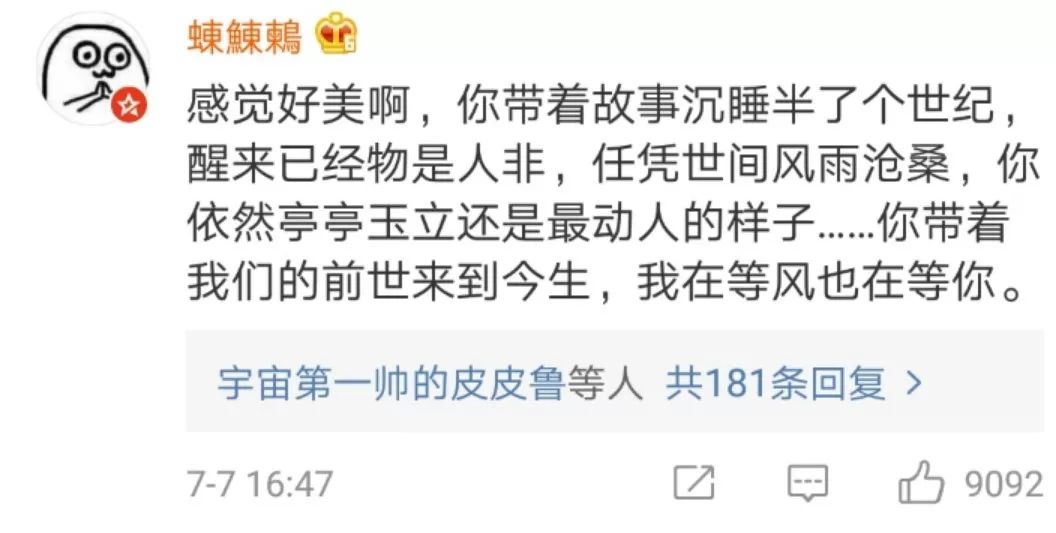 蝀鯟鶫
感觉好美啊，你带着故事沉睡半了个世纪，
醒来已经物是人非，任凭世间风雨沧桑，你
依然亭亭玉立还是最动人的样子……你带着
我们的前世来到今生，我在等风也在等你。
宇宙第一帅的皮皮鲁等人 共181条回复 >
7-7 16:47 9092